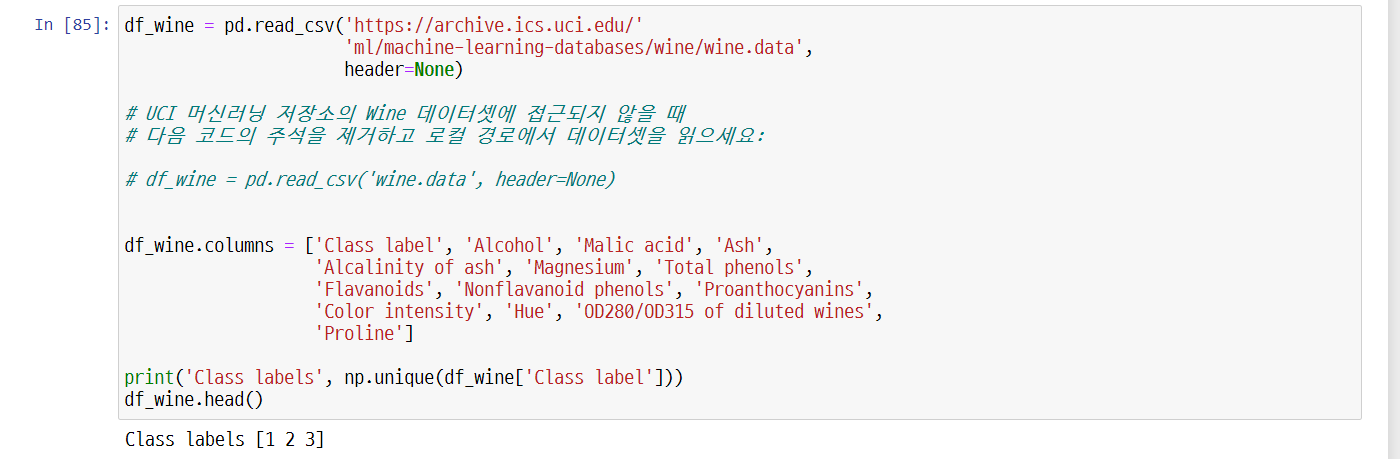 In [85]: df_wine = pd.read_csv('https://archive.ics.uci.edu/'
'ml/machine-learning-databases/wine/wine.data',
header=None)
# UCI 머신러닝 저장소의 Wine 데이터셋에 접근되지 않을 때
# 다음 코드의 주석을 제거하고 로컬 경로에서 데이터셋을 읽으세요:
# df_wine = pd.read_csv('wine.data', header=None)
df_wine.columns = ['Class label', 'Alcohol', 'Malic acid', 'Ash',
'Alcalinity of ash', 'Magnesium', 'Total phenols',
'Flavanoids', 'Nonflavanoid phenols', 'Proanthocyanins',
'Color intensity', 'Hue', 'OD280/OD315 of diluted wines',
'Proline']
print('Class labels', np.unique(df_wine['Class label']))
df_wine.head()
Class labels [1 2 3]